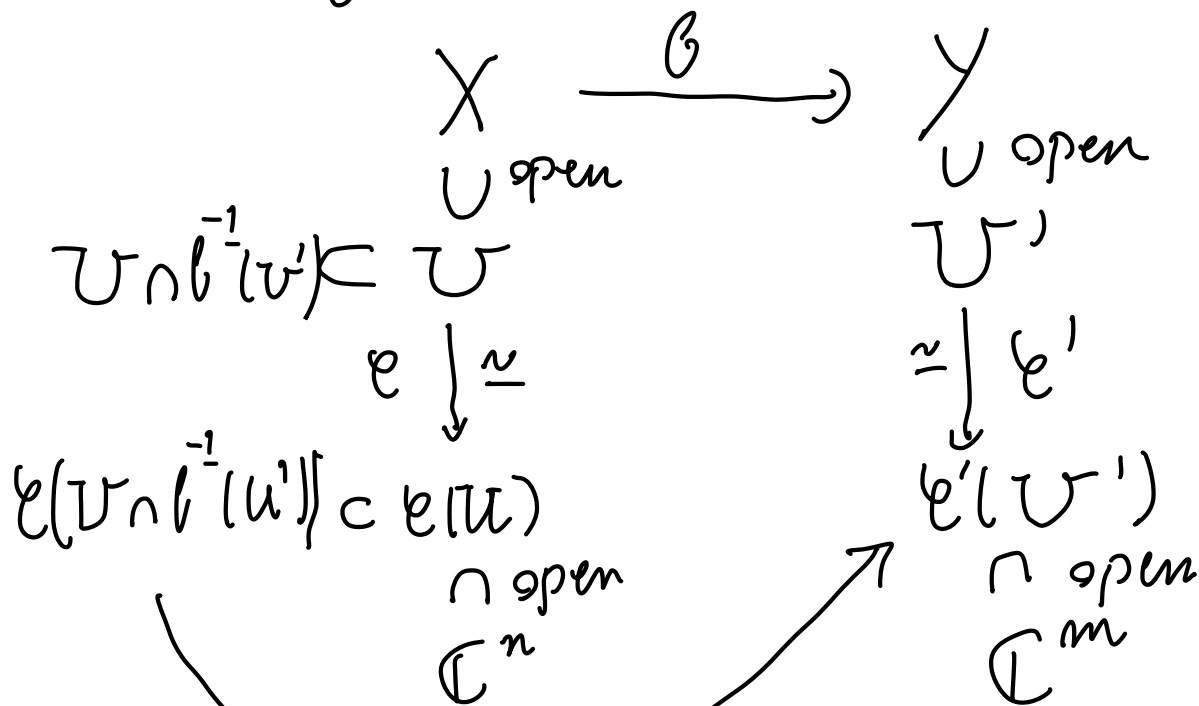 X f Y
∪ open ∪ open
U∩f⁻¹(U') ⊂ U U'
φ ≃ ≃ φ'
φ(U∩f⁻¹(U')) ⊂ φ(U) φ'(U')
∩ open ∩ open
ℂⁿ ℂᵐ